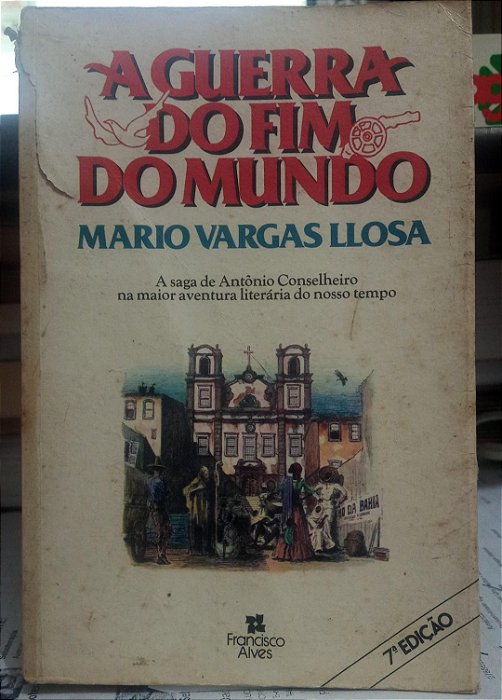 A GUERRA
DO FIM
DO MUNDO
MARIO VARGAS LLOSA
A saga de Antônio Conselheiro
na maior aventura literária do nosso tempo
DA BAHIA
Francisco
Alves
7ª EDIÇÃO